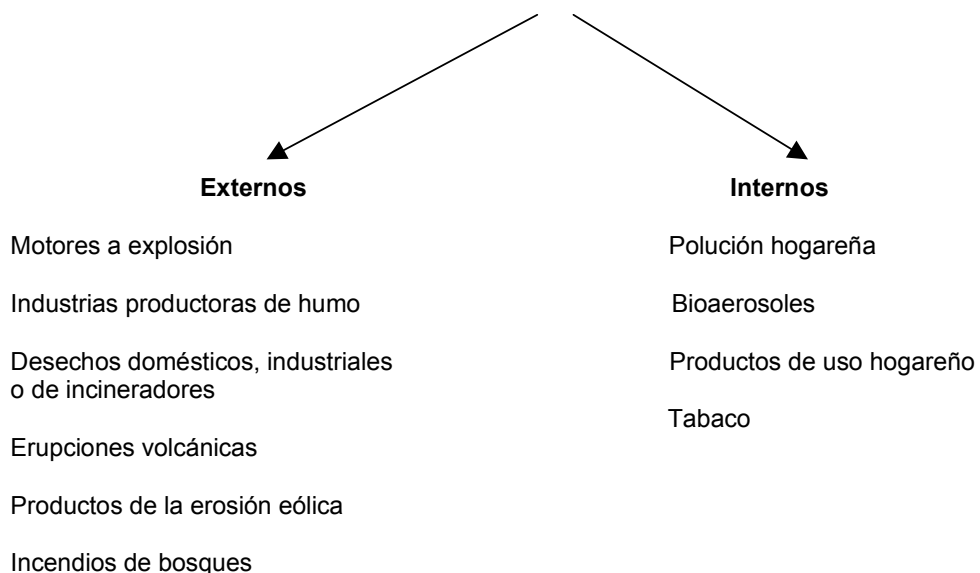 Externos
Motores a explosión
Industrias productoras de humo
Desechos domésticos, industriales
o de incineradores
Erupciones volcánicas
Productos de la erosión eólica
Incendios de bosques
Internos
Polución hogareña
Bioaerosoles
Productos de uso hogareño
Tabaco